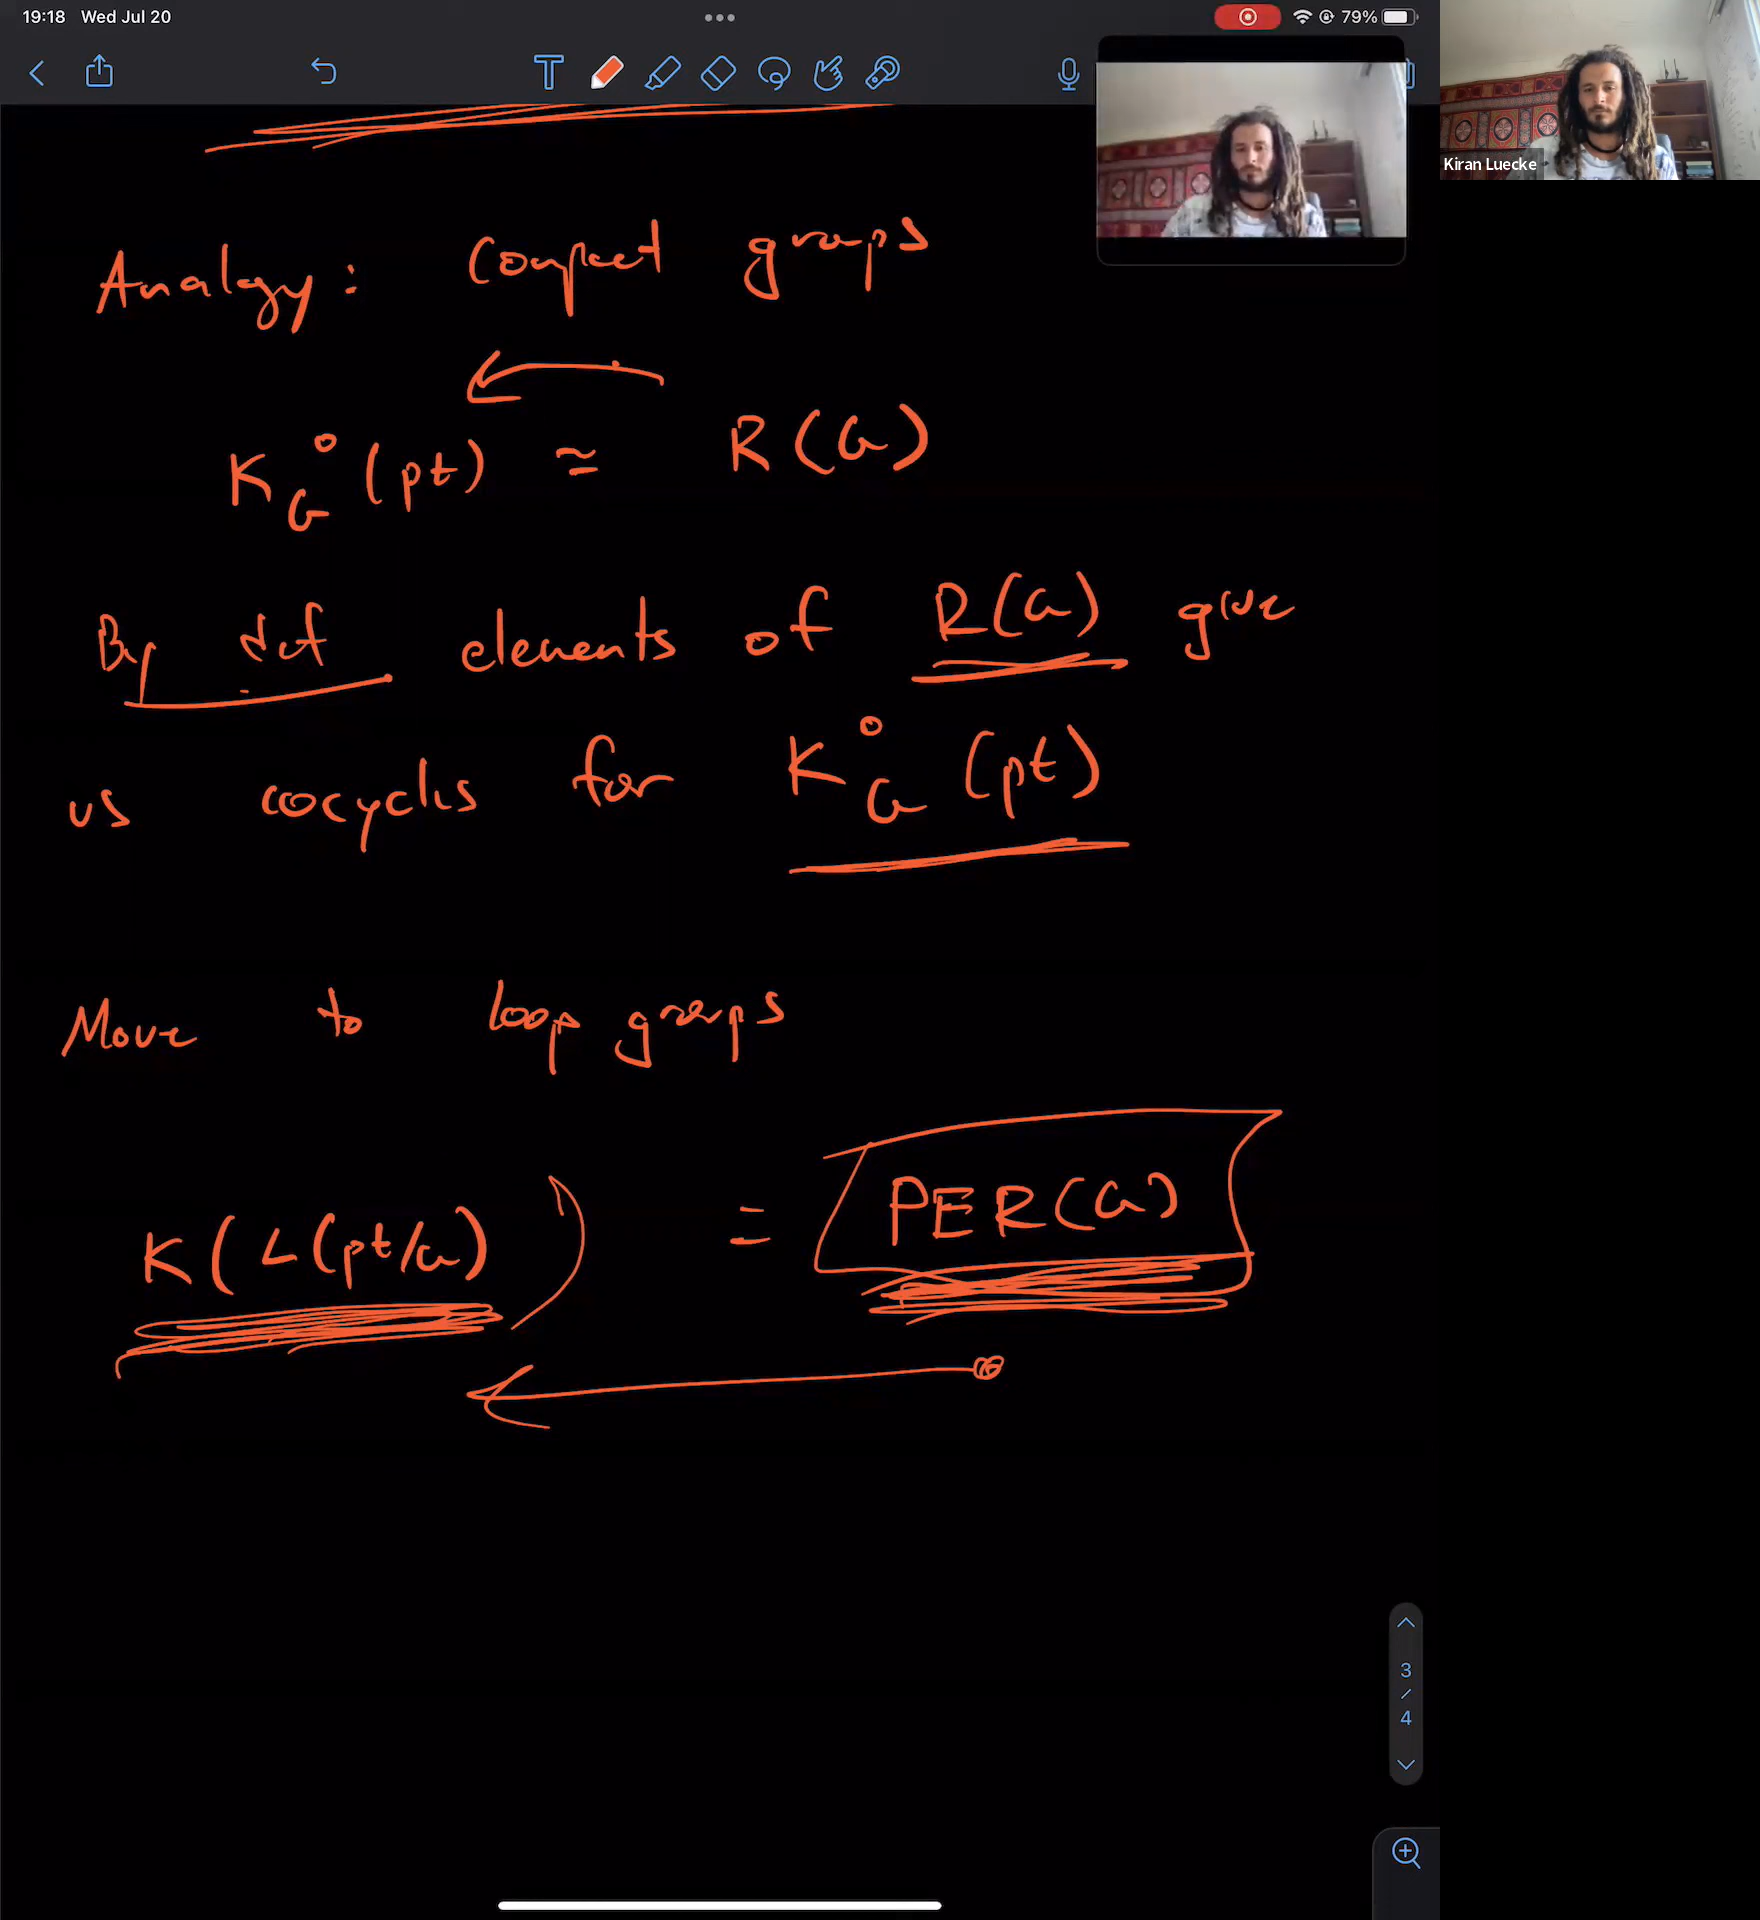 19:18 Wed Jul 20
79%
Kiran Luecke
Analogy: Compact groups
K_G^0 (pt) ≃ R(G)
By def elements of R(G) give
us cocycles for K_G^0 (pt)
Move to loop groups
K(L(pt/G)) = PER(G)
3
/
4